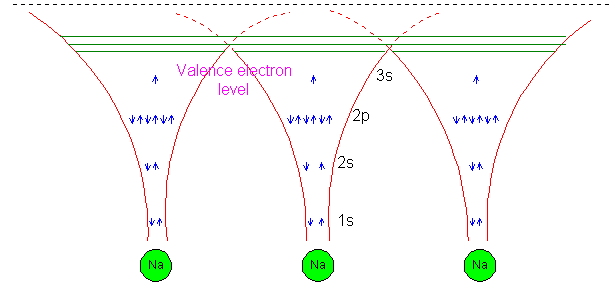 3s
Valence electron
level
2p
2s
1s
Na Na Na